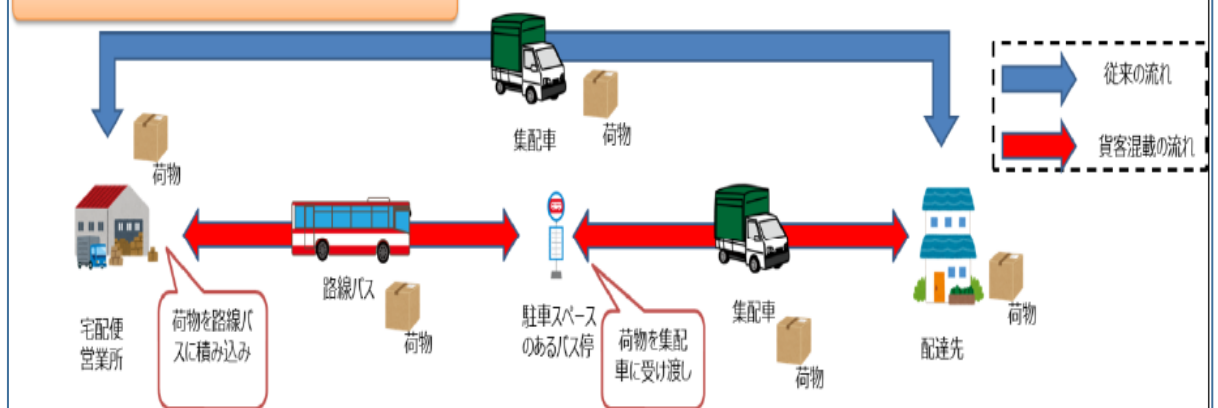 従来の流れ
貨客混載の流れ
集配車
荷物
荷物
路線バス
荷物
宅配便
営業所
荷物を路線バ
スに積み込み
駐車スペース
のあるバス停
荷物を集配
車に受け渡し
集配車
荷物
配達先
荷物